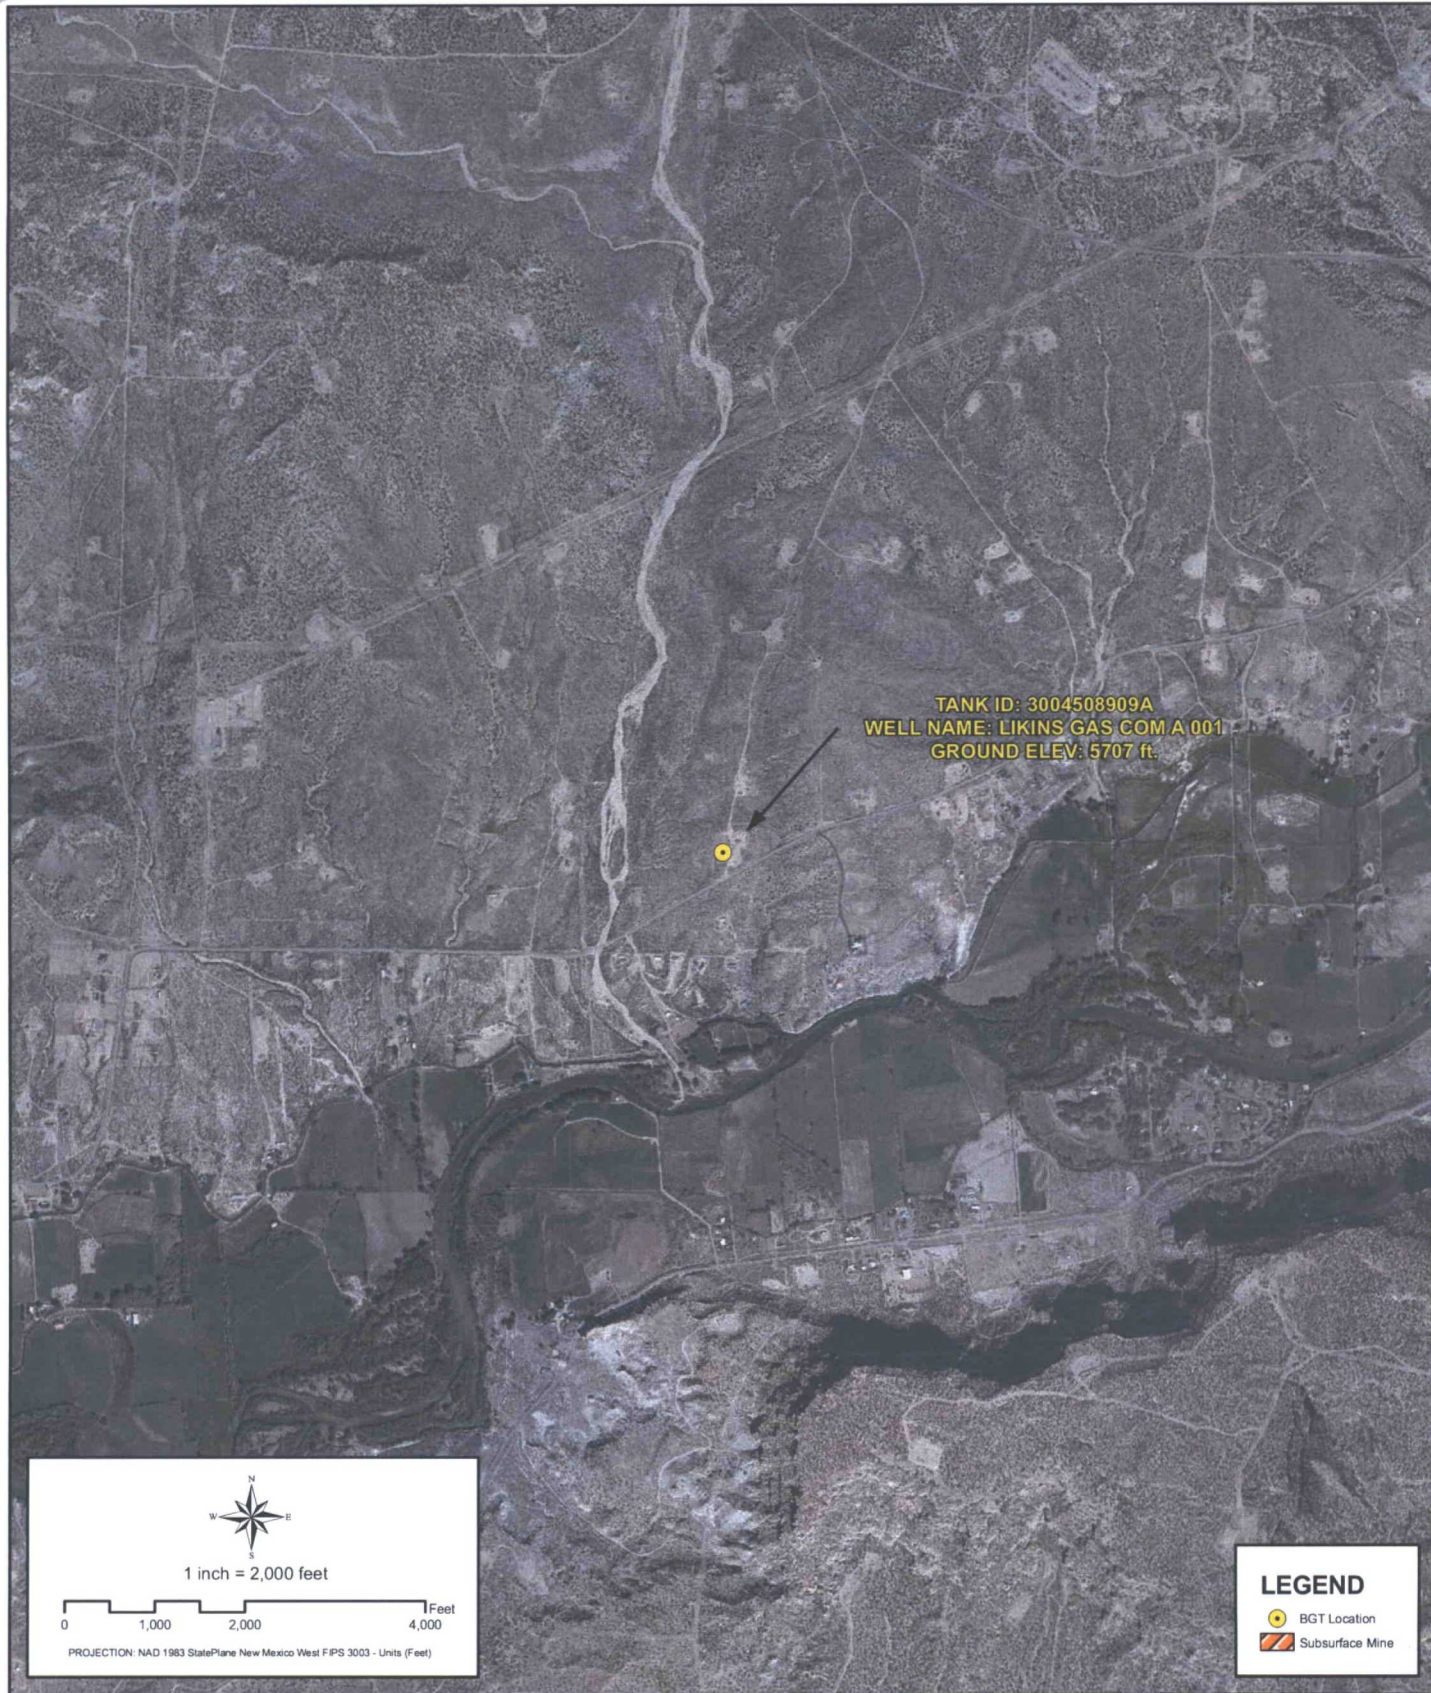 TANK ID: 3004508909A
WELL NAME: LIKINS GAS COM A 001
GROUND ELEV: 5707 ft.
N
W E
S
1 inch = 2,000 feet
Feet
0 1,000 2,000 4,000
PROJECTION: NAD 1983 StatePlane New Mexico West FIPS 3003 - Units (Feet)
LEGEND
BGT Location
Subsurface Mine